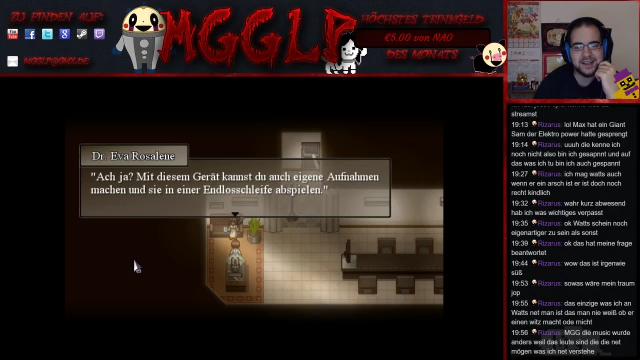 ZU FINDEN AUF:
MGGLP@GMX.DE
MGGLP
HÖCHSTES TRINKGELD
€5.00 von NAO
DES MONATS
Dr. Eva Rosalene
"Ach ja? Mit diesem Gerät kannst du auch eigene Aufnahmen
machen und sie in einer Endlosschleife abspielen."
streamst
19:13 Rizarus: lol Max hat ein Giant
Sam der Elektro power hatte gesprengt
19:14 Rizarus: uuuh die kenne ich
noch nicht also bin ich gesapnnt und auf
das was ich tu bin ich auch gespannt
19:27 Rizarus: ich mag watts auch
wenn er ein arsch ist er ist doch noch
recht kindlich
19:32 Rizarus: wahr kurz abwesend
hab ich was wichtiges verpasst
19:35 Rizarus: ok Watts schein noch
eigenartiger zu sein als sonst
19:39 Rizarus: ok das hat meine frage
beantwortet
19:44 Rizarus: wow das ist irgenwie
süß
19:53 Rizarus: sowas wäre mein traum
jop
19:55 Rizarus: das einzige was ich an
Watts net man ist das man nie weiß ob er
einen witz macht ode rnicht
19:56 Rizarus: MGG die music wurde
anders weil das leute sind die die net
mögen was ich net verstehe